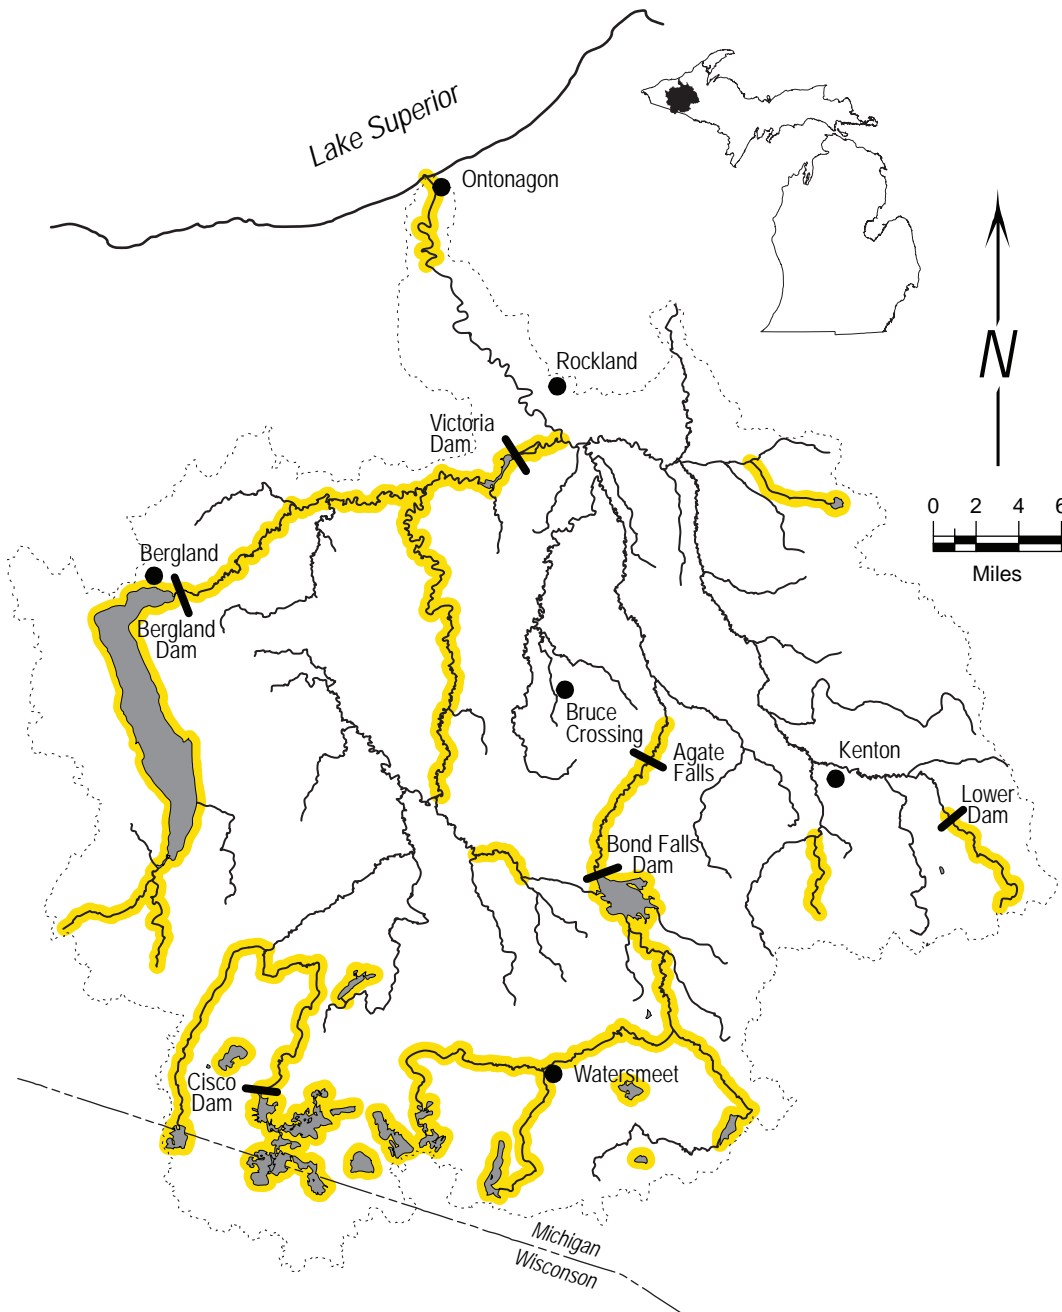 Lake Superior
Ontonagon
Rockland
N
Victoria
Dam
0 2 4 6
Miles
Bergland
Bergland
Dam
Bruce
Crossing
Agate
Falls
Kenton
Lower
Dam
Bond Falls
Dam
Cisco
Dam
Watersmeet
Michigan
Wisconson